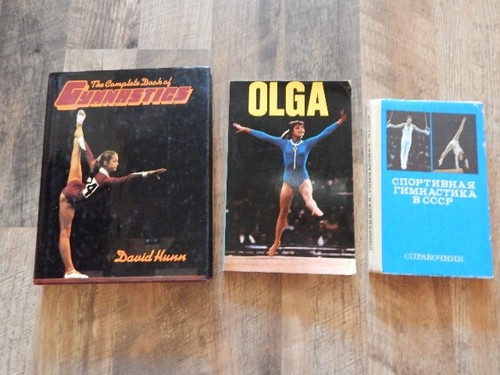 The Complete Book of
GYMNASTICS
David Hunn
OLGA
СПОРТИВНАЯ
ГИМНАСТИКА
В СССР
СПРАВОЧНИК